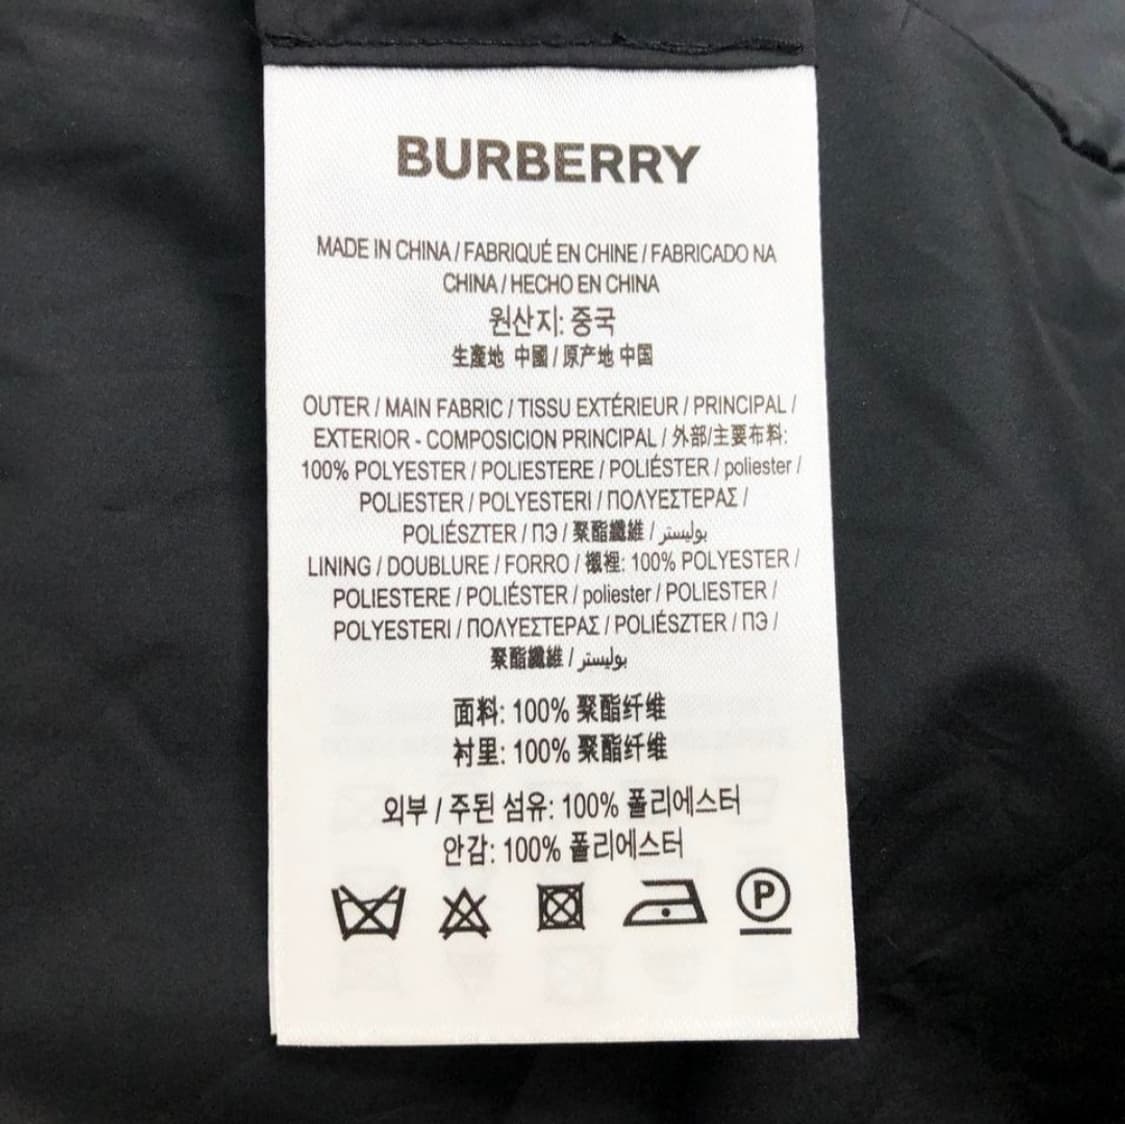 BURBERRY
MADE IN CHINA / FABRIQUÉ EN CHINE / FABRICADO NA
CHINA / HECHO EN CHINA
원산지: 중국
生產地 中國 / 原产地 中国
OUTER / MAIN FABRIC / TISSU EXTÉRIEUR / PRINCIPAL /
EXTERIOR - COMPOSICION PRINCIPAL / 外部/主要布料:
100% POLYESTER / POLIESTERE / POLIÉSTER / poliester /
POLIESTER / POLYESTERI / ΠΟΛΥΕΣΤΕΡΑΣ /
POLIÉSZTER / ПЭ / 聚酯纖維 / بوليستر
LINING / DOUBLURE / FORRO / 襯裡: 100% POLYESTER /
POLIESTERE / POLIÉSTER / poliester / POLIESTER /
POLYESTERI / ΠΟΛΥΕΣΤΕΡΑΣ / POLIÉSZTER / ПЭ /
聚酯纖維 / بوليستر
面料: 100% 聚酯纤维
衬里: 100% 聚酯纤维
외부 / 주된 섬유: 100% 폴리에스터
안감: 100% 폴리에스터
P